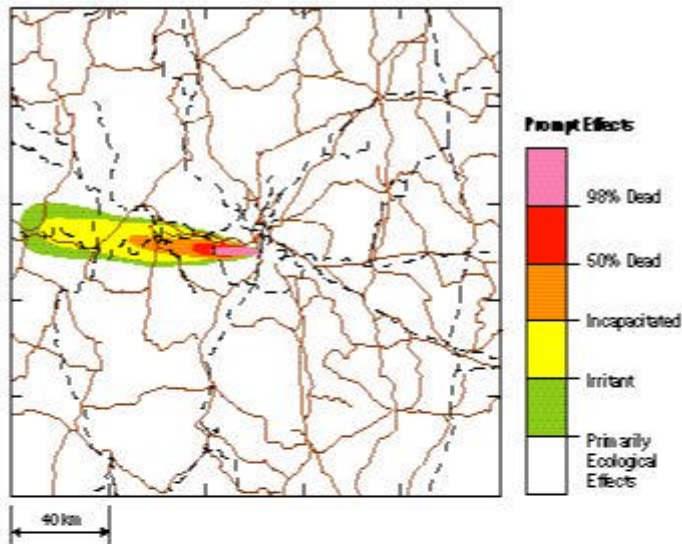 Prompt Effects
98% Dead
50% Dead
Incapacitated
Irritant
Primarily
Ecological
Effects
40 km